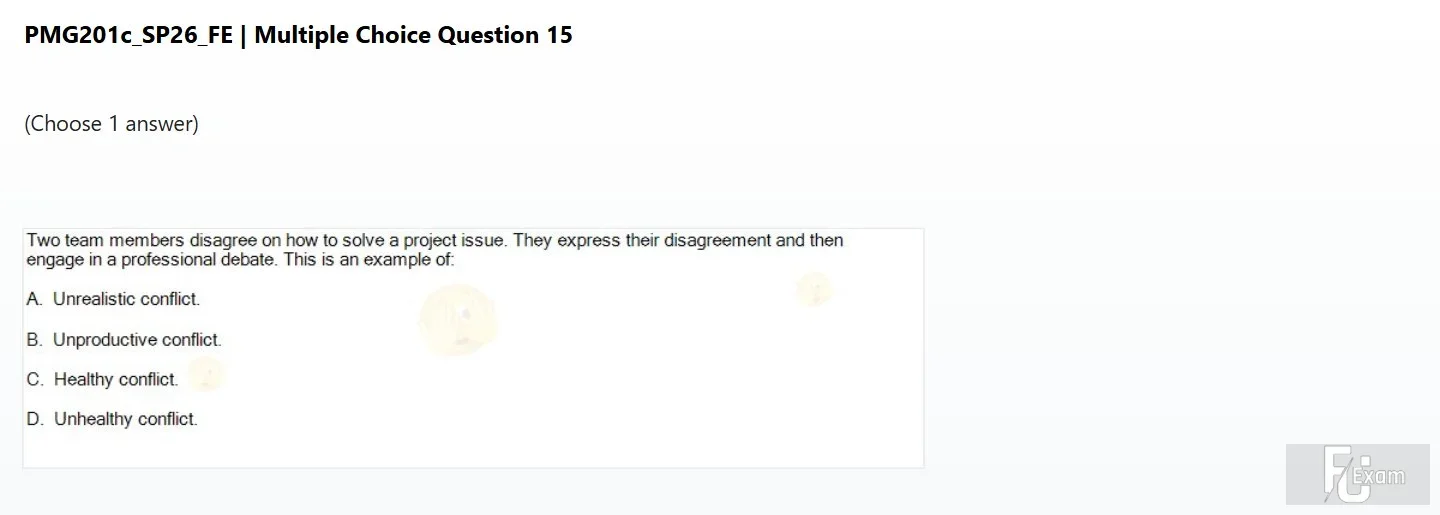 PMG201c_SP26_FE | Multiple Choice Question 15
(Choose 1 answer)
Two team members disagree on how to solve a project issue. They express their disagreement and then
engage in a professional debate. This is an example of:
A. Unrealistic conflict.
B. Unproductive conflict.
C. Healthy conflict.
D. Unhealthy conflict.
FG Exam